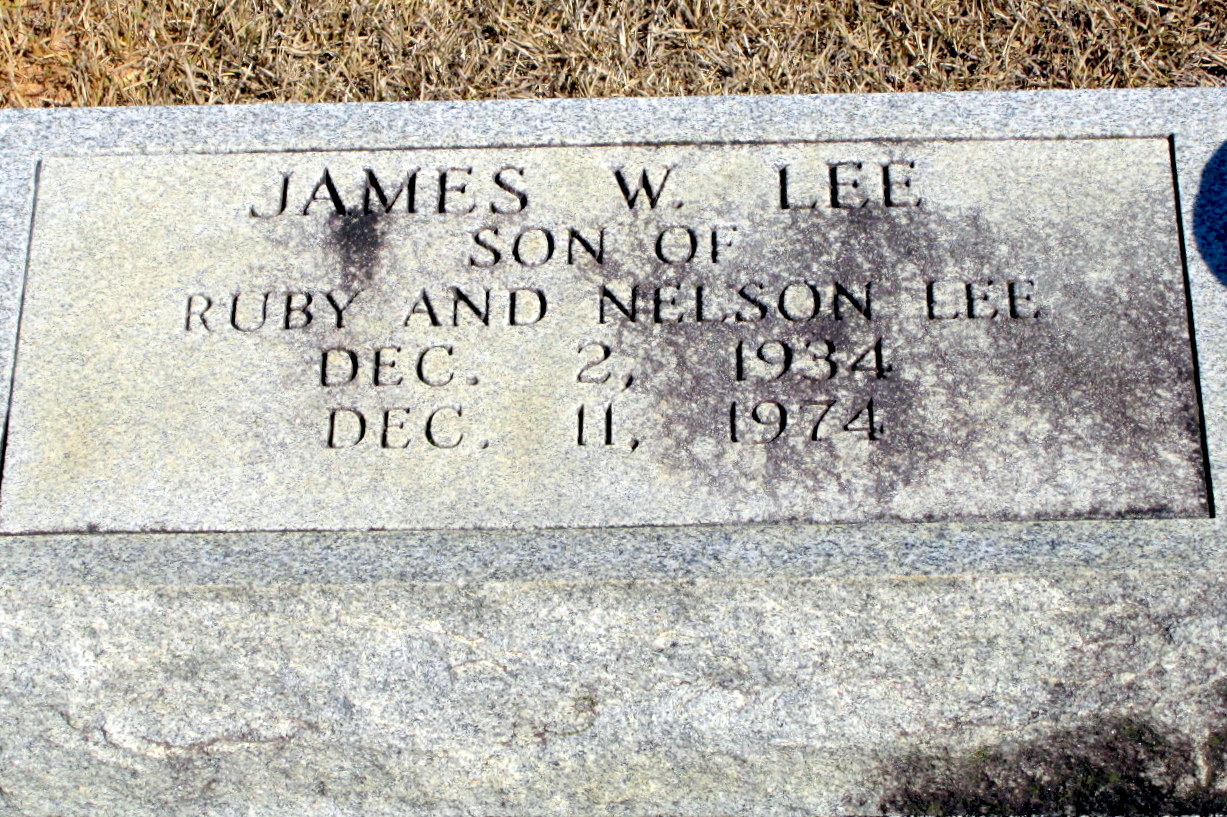 JAMES W. LEE
SON OF
RUBY AND NELSON LEE
DEC. 2, 1934
DEC. 11, 1974